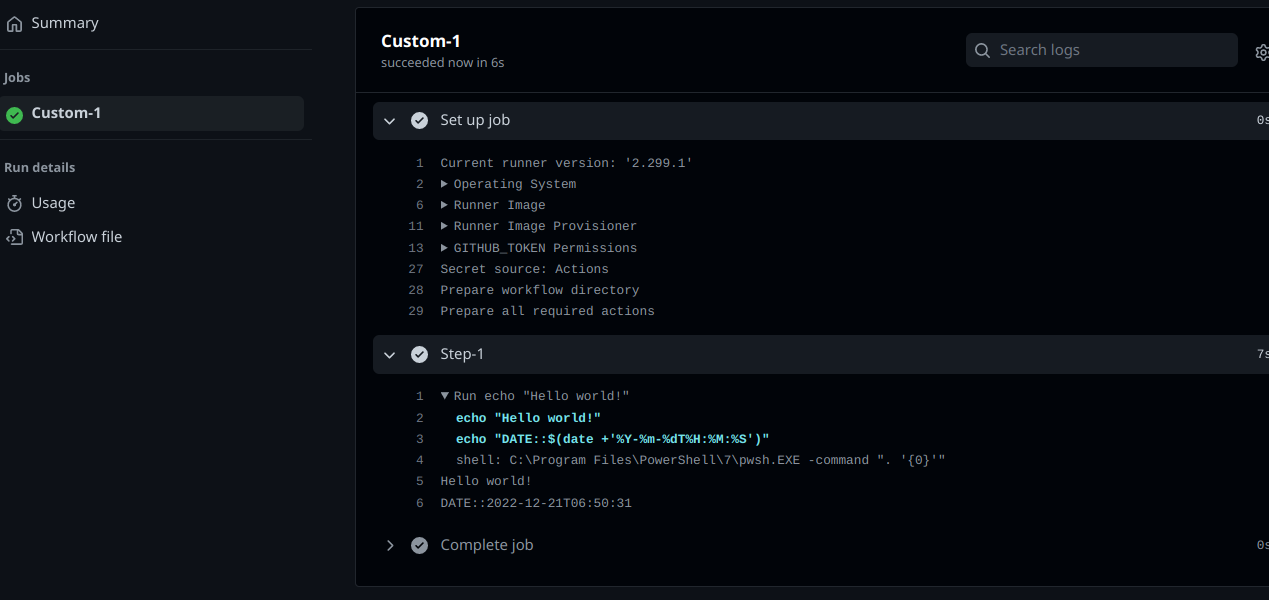 Summary
Jobs
Custom-1
Run details
Usage
Workflow file
Custom-1
succeeded now in 6s
Search logs
Set up job
0s
1 Current runner version: '2.299.1'
2 Operating System
6 Runner Image
11 Runner Image Provisioner
13 GITHUB_TOKEN Permissions
27 Secret source: Actions
28 Prepare workflow directory
29 Prepare all required actions
Step-1
7s
1 Run echo "Hello world!"
2 echo "Hello world!"
3 echo "DATE::$(date +'%Y-%m-%dT%H:%M:%S')"
4 shell: C:\Program Files\PowerShell\7\pwsh.EXE -command ". '{0}'"
5 Hello world!
6 DATE::2022-12-21T06:50:31
Complete job
0s